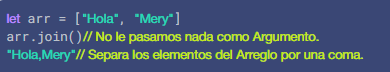 let arr = ["Hola", "Mery"]
arr.join()// No le pasamos nada como Argumento.
"Hola,Mery"// Separa los elementos del Arreglo por una coma.